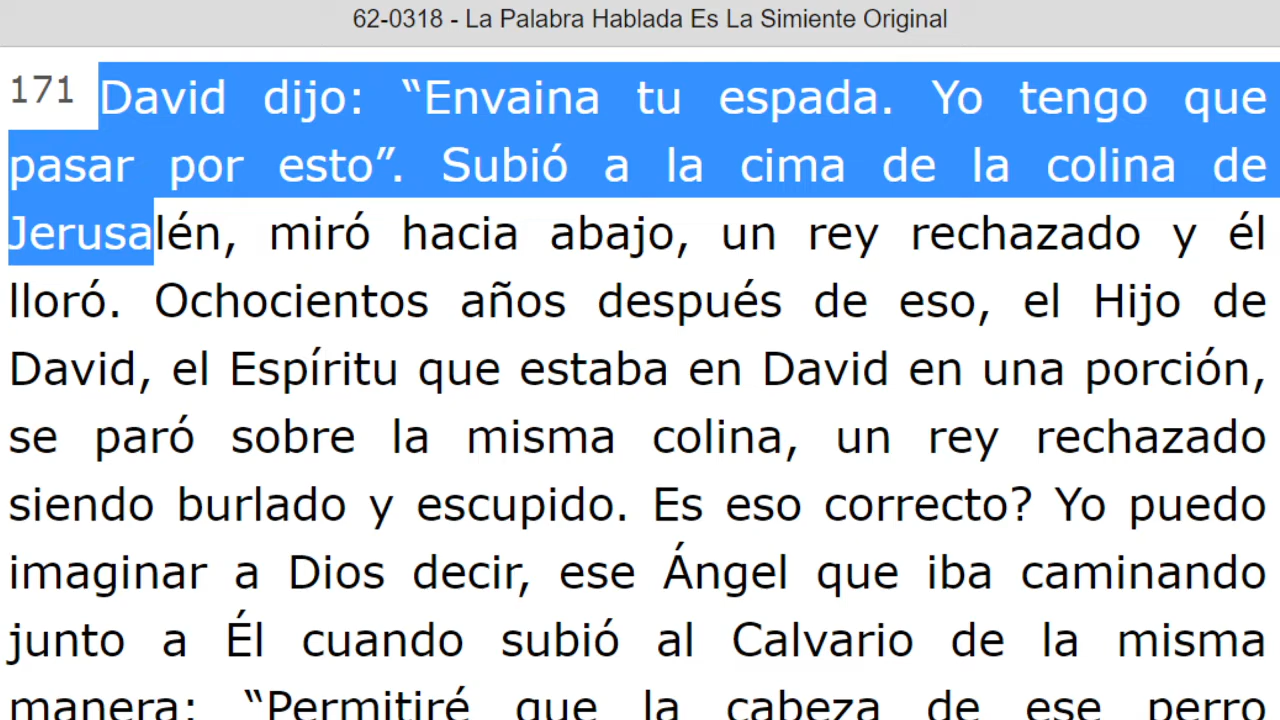 62-0318 - La Palabra Hablada Es La Simiente Original
171 David dijo: “Envaina tu espada. Yo tengo que
pasar por esto”. Subió a la cima de la colina de
Jerusalén, miró hacia abajo, un rey rechazado y él
lloró. Ochocientos años después de eso, el Hijo de
David, el Espíritu que estaba en David en una porción,
se paró sobre la misma colina, un rey rechazado
siendo burlado y escupido. Es eso correcto? Yo puedo
imaginar a Dios decir, ese Ángel que iba caminando
junto a Él cuando subió al Calvario de la misma
manera: “Permitiré que la cabeza de ese perro